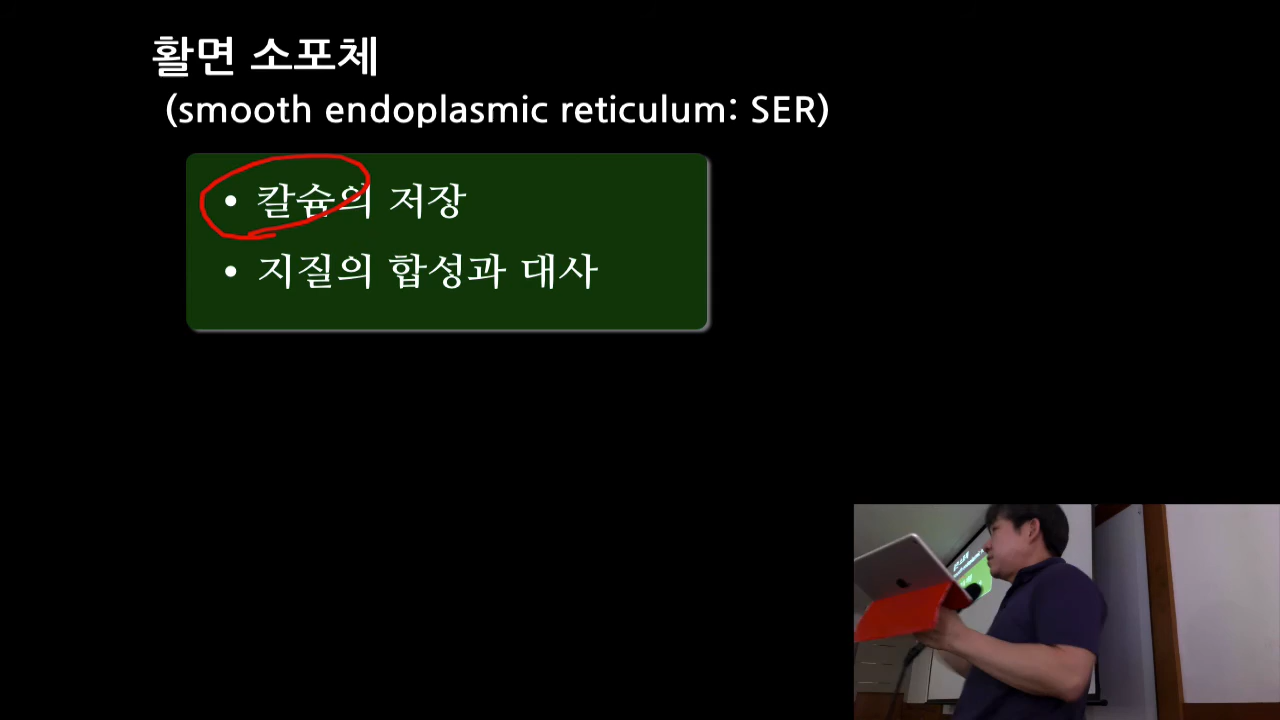 활면 소포체
(smooth endoplasmic reticulum: SER)
• 칼슘의 저장
• 지질의 합성과 대사